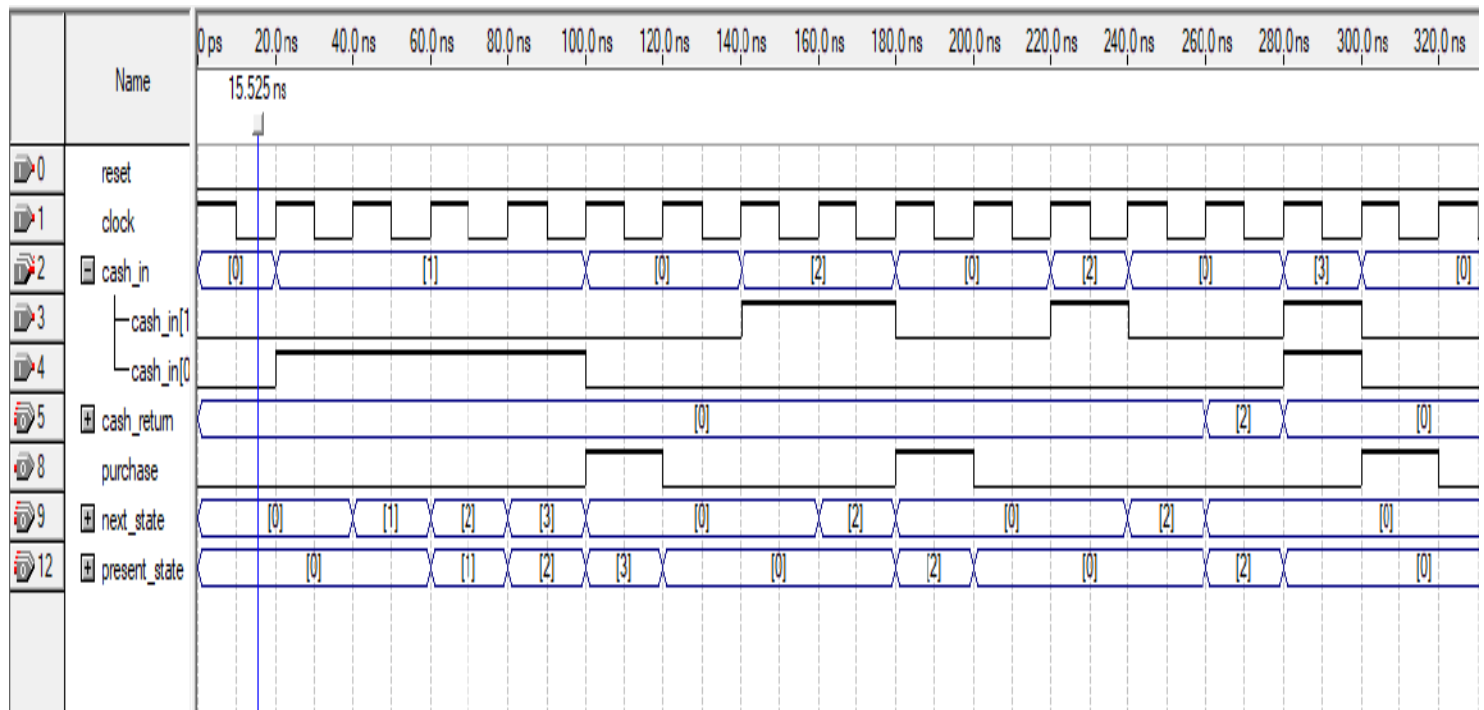 Name
0 ps 20.0 ns 40.0 ns 60.0 ns 80.0 ns 100.0 ns 120.0 ns 140.0 ns 160.0 ns 180.0 ns 200.0 ns 220.0 ns 240.0 ns 260.0 ns 280.0 ns 300.0 ns 320.0 ns
15.525 ns
0 reset
1 clock
2 cash_in [0] [1] [0] [2] [0] [2] [0] [3] [0]
3 cash_in[1
4 cash_in[0
5 cash_return [0] [2] [0]
8 purchase
9 next_state [0] [1] [2] [3] [0] [2] [0] [2] [0]
12 present_state [0] [1] [2] [3] [0] [2] [0] [2] [0]